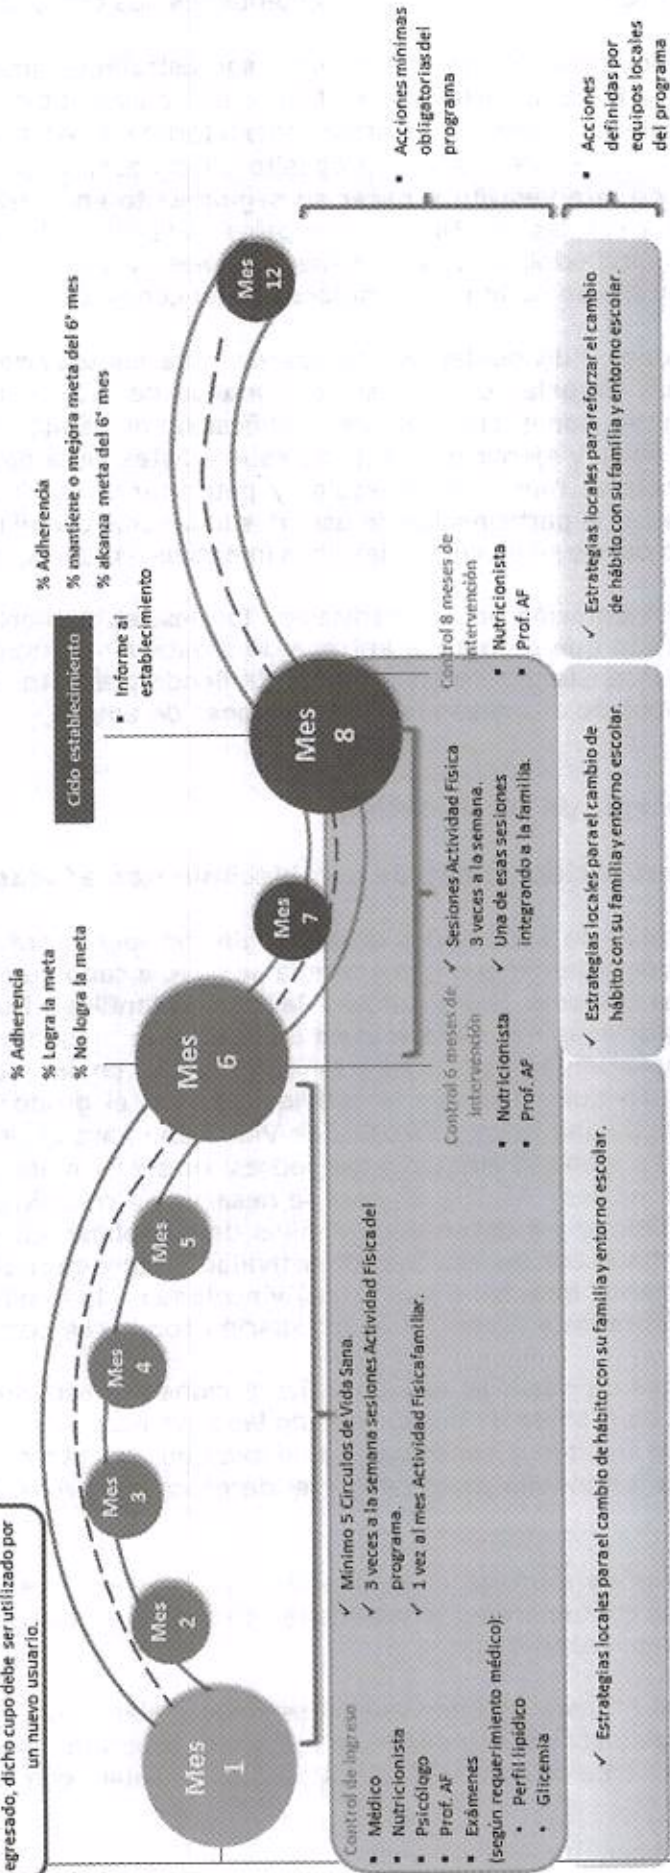 egresado, dicho cupo debe ser utilizado por
un nuevo usuario.
Mes
1
Mes
2
Mes
3
Mes
4
Mes
5
Mes
6
Mes
7
Mes
8
Mes
12
% Adherencia
% Logra la meta
% No logra la meta
Ciclo establecimiento
▪ Informe al
establecimiento
% Adherencia
% mantiene o mejora meta del 6° mes
% alcanza meta del 6° mes
Control de Ingreso
▪ Médico
▪ Nutricionista
▪ Psicólogo
▪ Prof. AF
▪ Exámenes
(según requerimiento médico):
• Perfil lipídico
• Glicemia
✓ Mínimo 5 Círculos de Vida Sana.
✓ 3 veces a la semana sesiones Actividad Física del
programa.
✓ 1 vez al mes Actividad Física familiar.
Control 6 meses de
intervención
▪ Nutricionista
▪ Prof. AF
✓ Sesiones Actividad Física
3 veces a la semana.
✓ Una de esas sesiones
integrando a la familia.
Control 8 meses de
intervención
▪ Nutricionista
▪ Prof. AF
▪ Acciones mínimas
obligatorias del
programa
✓ Estrategias locales para el cambio de hábito con su familia y entorno escolar.
✓ Estrategias locales para el cambio de
hábito con su familia y entorno escolar.
✓ Estrategias locales para reforzar el cambio
de hábito con su familia y entorno escolar.
▪ Acciones
definidas por
equipos locales
del programa